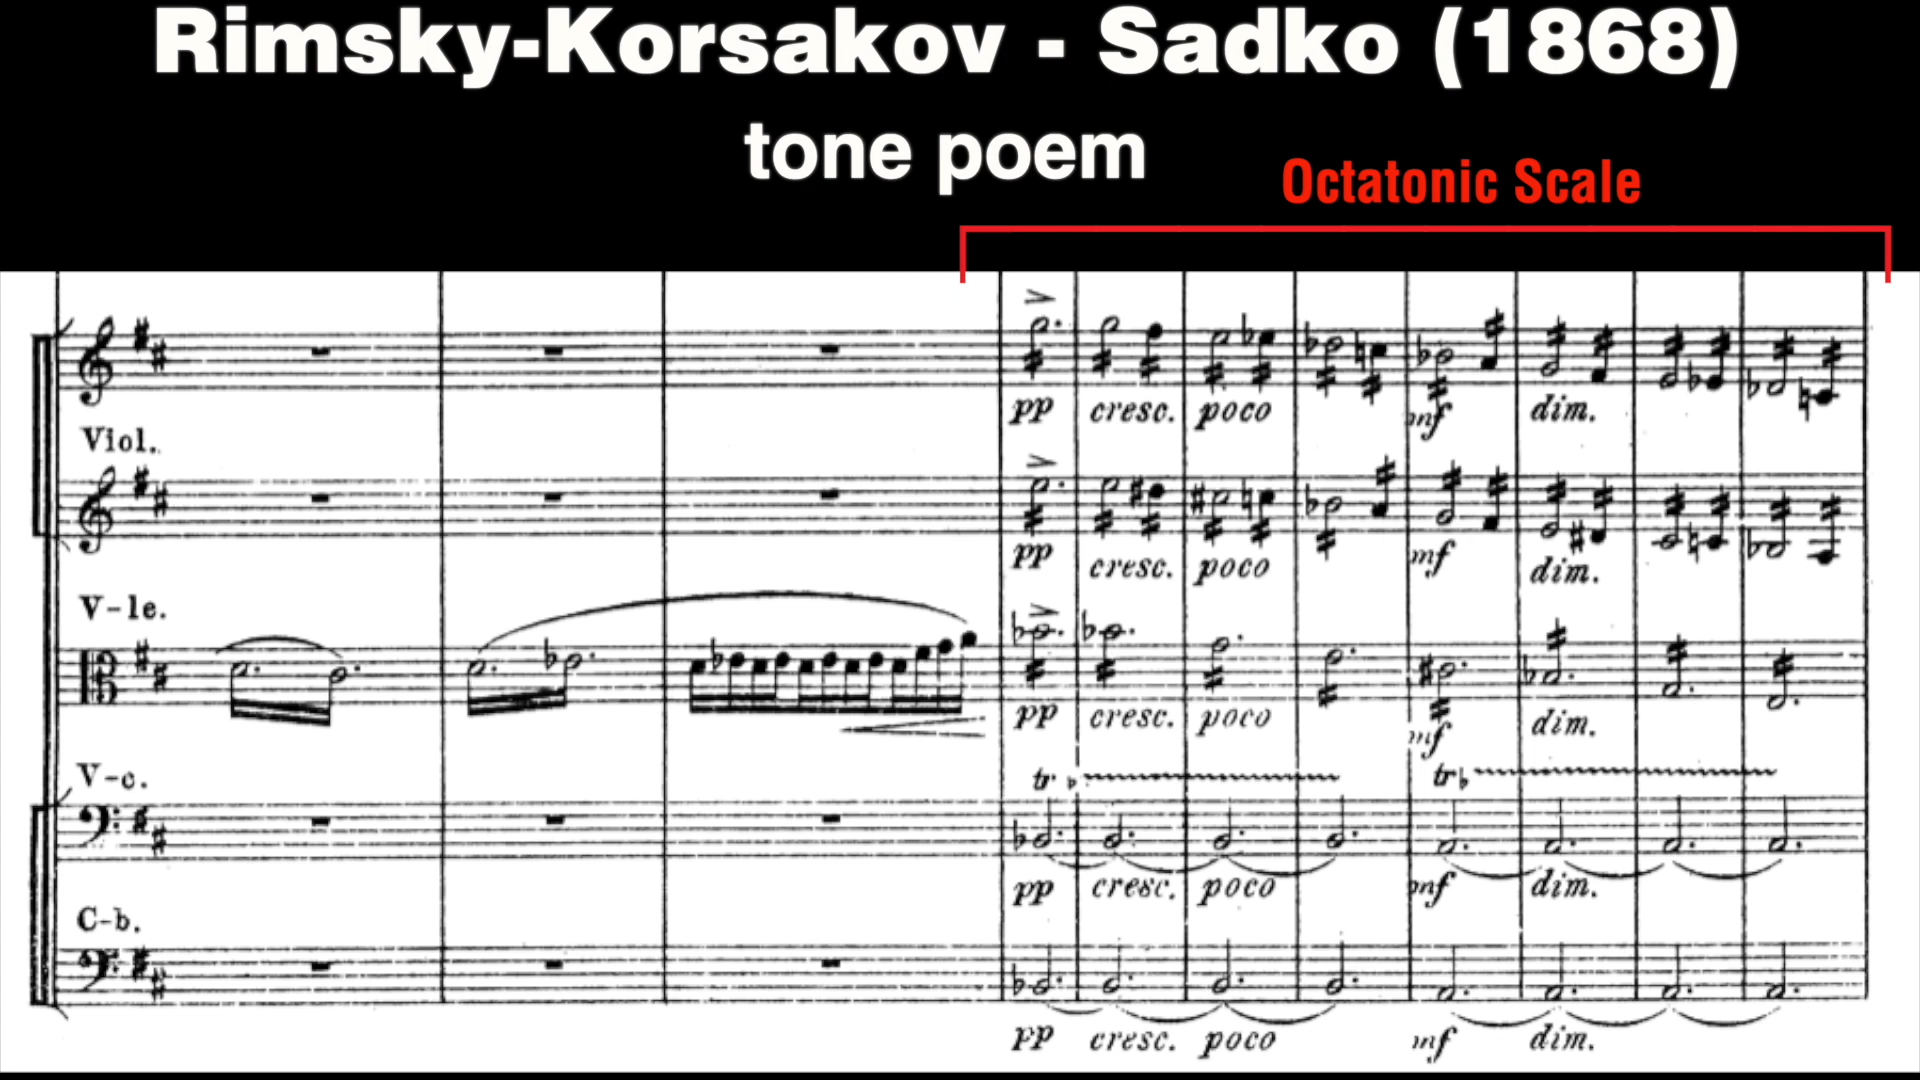 Rimsky-Korsakov - Sadko (1868)
tone poem
Octatonic Scale
pp cresc. poco mf dim.
Viol.
pp cresc. poco mf dim.
V-le.
pp cresc. poco mf dim.
V-c.
tr tr
pp cresc. poco mf dim.
C-b.
pp cresc. poco mf dim.